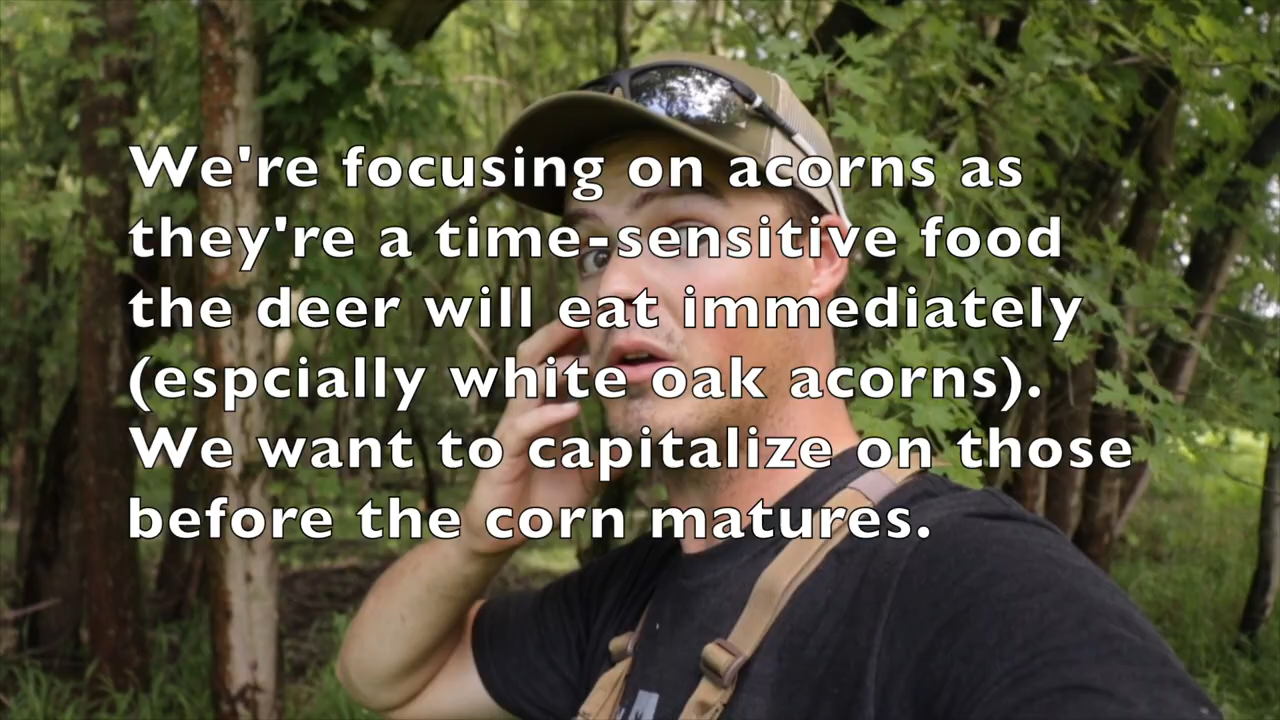 We're focusing on acorns as
they're a time-sensitive food
the deer will eat immediately
(espcially white oak acorns).
We want to capitalize on those
before the corn matures.